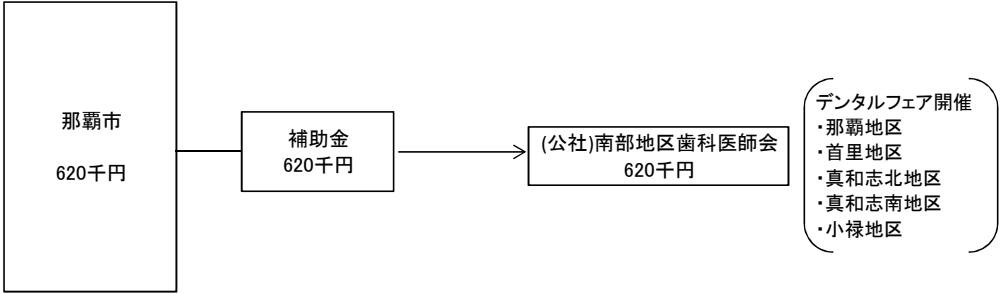 那覇市
620千円
補助金
620千円
(公社)南部地区歯科医師会
620千円
デンタルフェア開催
・那覇地区
・首里地区
・真和志北地区
・真和志南地区
・小禄地区